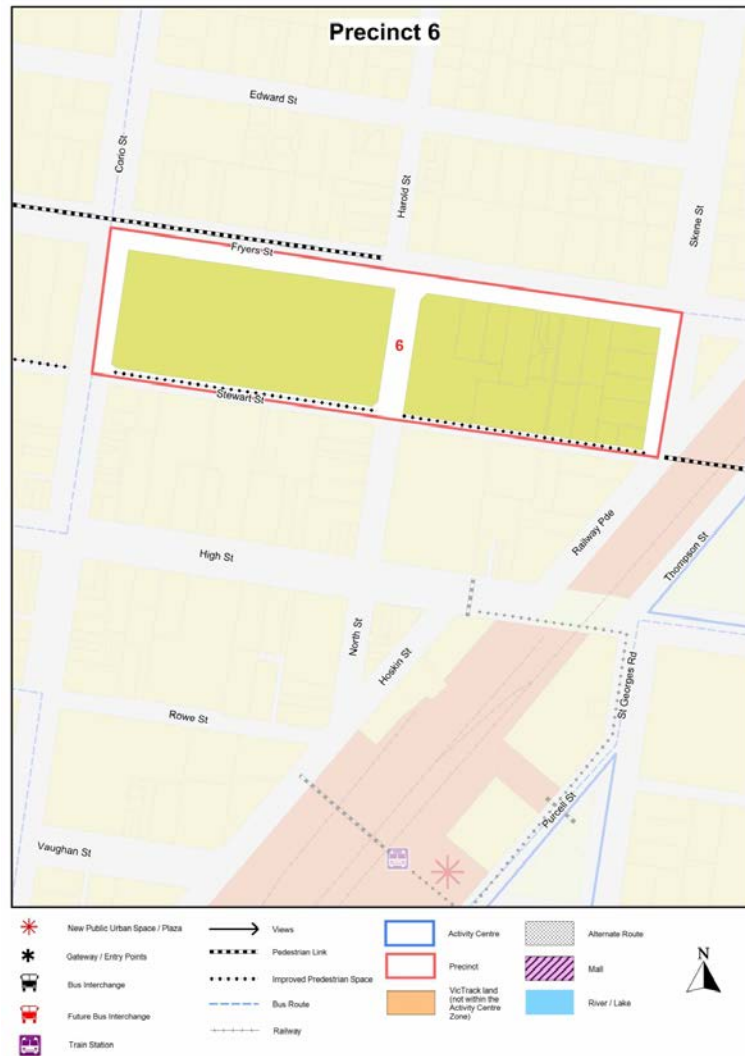 Precinct 6
Edward St
Corio St
Harold St
Skene St
Fryers St
6
Stewart St
Railway Pde
Thompson St
High St
North St
Hoskin St
St Georges Rd
Rowe St
Purcell St
Vaughan St
New Public Urban Space / Plaza
Gateway / Entry Points
Bus Interchange
Future Bus Interchange
Train Station
Views
Pedestrian Link
Improved Predestrian Space
Bus Route
Railway
Activity Centre
Precinct
VicTrack land
(not within the
Activity Centre
Zone)
Alternate Route
Mall
River / Lake
N